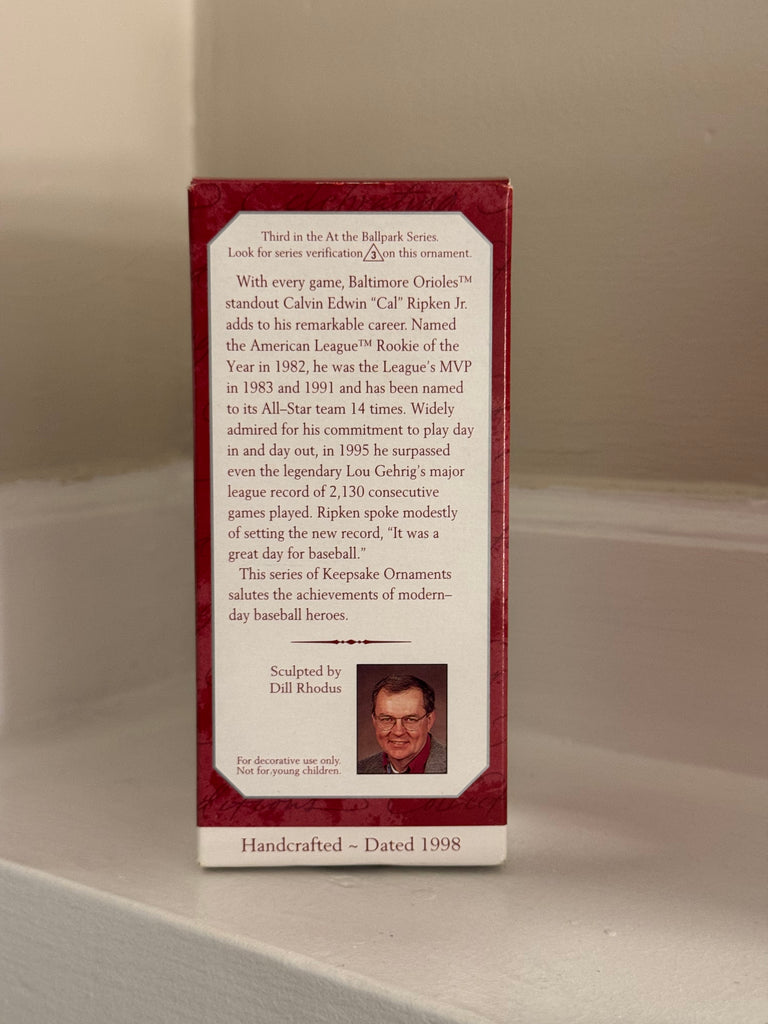 Celebrating
Third in the At the Ballpark Series.
Look for series verification 3 on this ornament.
With every game, Baltimore Orioles™
standout Calvin Edwin “Cal” Ripken Jr.
adds to his remarkable career. Named
the American League™ Rookie of the
Year in 1982, he was the League’s MVP
in 1983 and 1991 and has been named
to its All–Star team 14 times. Widely
admired for his commitment to play day
in and day out, in 1995 he surpassed
even the legendary Lou Gehrig’s major
league record of 2,130 consecutive
games played. Ripken spoke modestly
of setting the new record, “It was a
great day for baseball.”
This series of Keepsake Ornaments
salutes the achievements of modern–
day baseball heroes.
Sculpted by
Dill Rhodus
For decorative use only.
Not for young children.
Handcrafted ~ Dated 1998